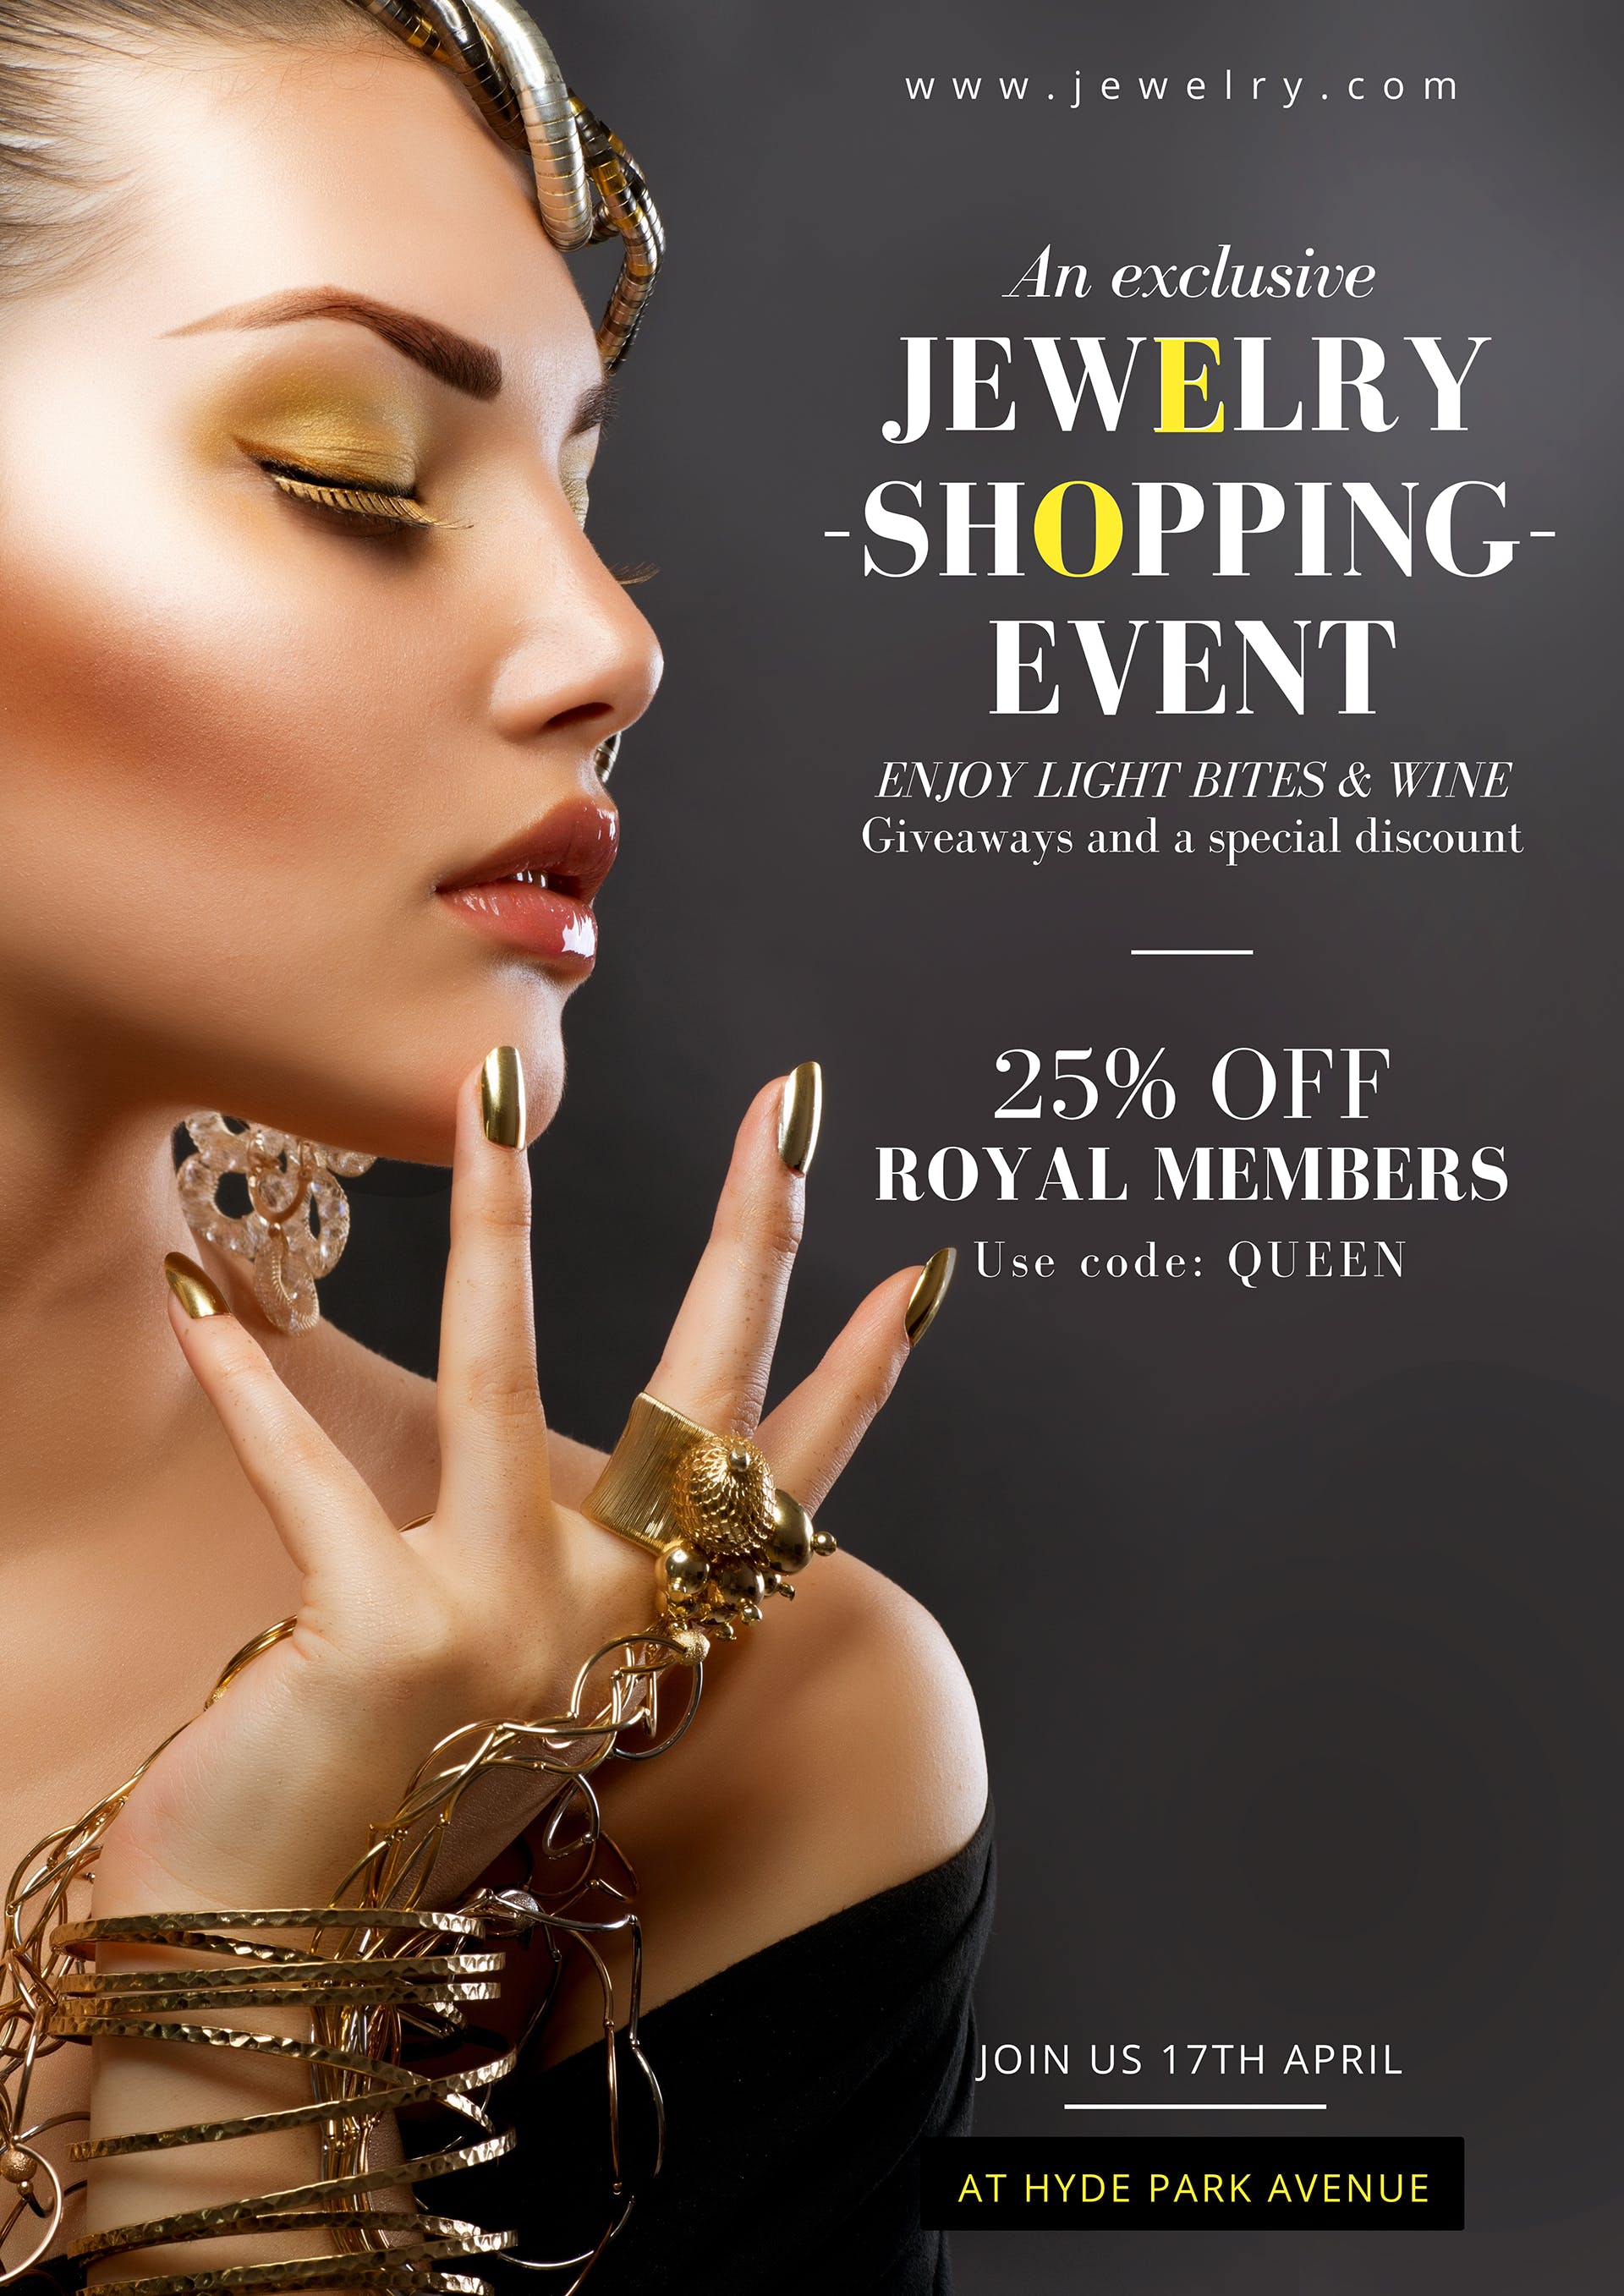 www.jewelry.com
An exclusive
JEWELRY
-SHOPPING-
EVENT
ENJOY LIGHT BITES & WINE
Giveaways and a special discount
25% OFF
ROYAL MEMBERS
Use code: QUEEN
JOIN US 17TH APRIL
AT HYDE PARK AVENUE